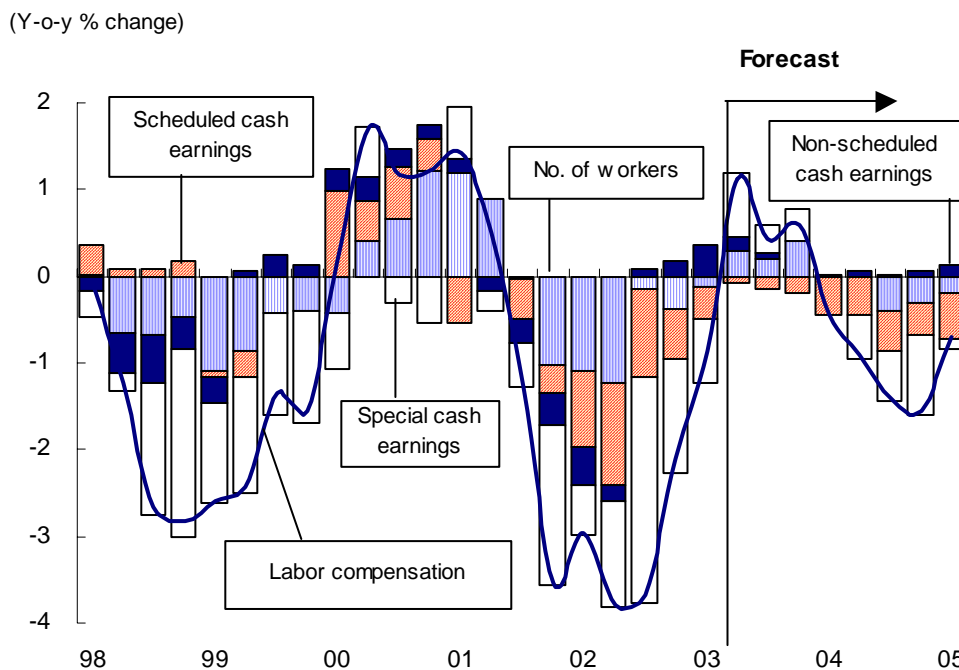 (Y-o-y % change)
Forecast
2
Scheduled cash
earnings
No. of workers
Non-scheduled
cash earnings
1
0
-1
Special cash
earnings
-2
-3
Labor compensation
-4
98 99 00 01 02 03 04 05